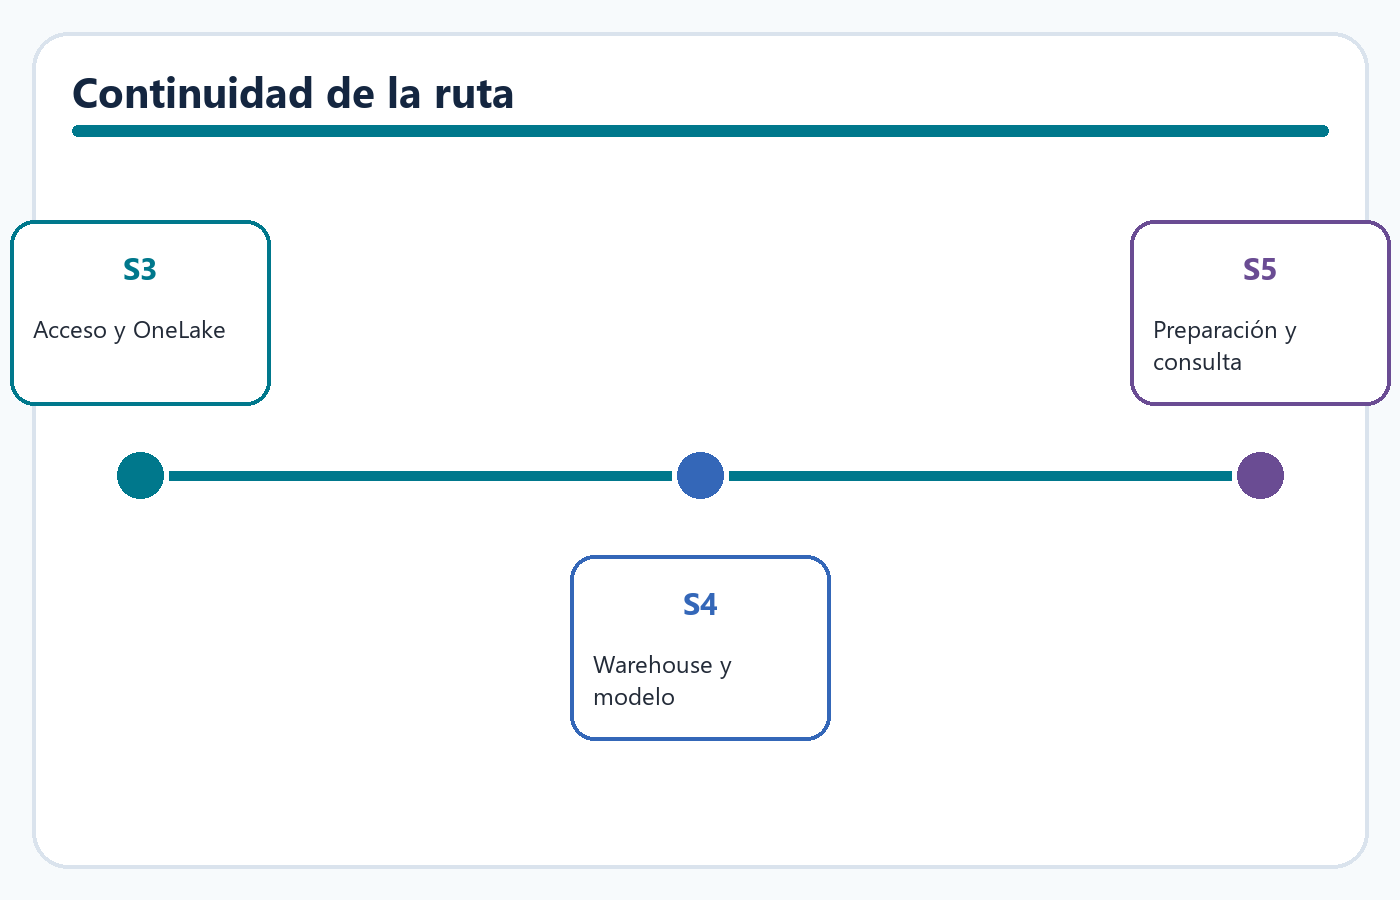 Continuidad de la ruta
S3
Acceso y OneLake
S5
Preparación y
consulta
S4
Warehouse y
modelo